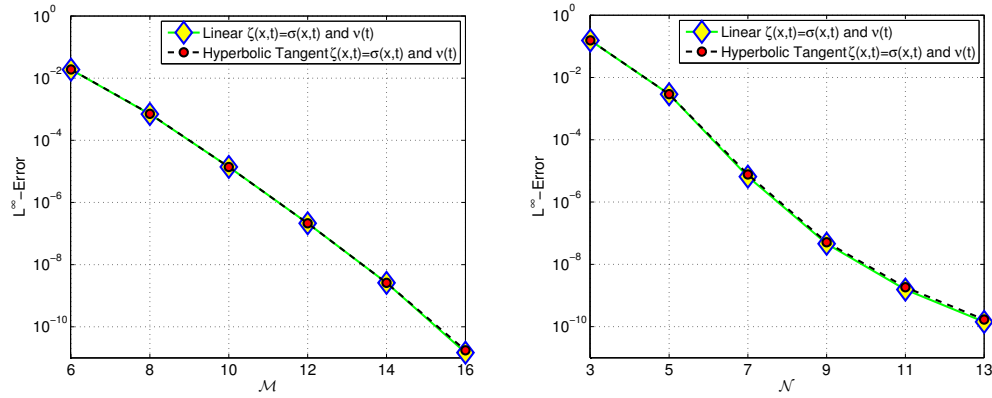 10^0
10^-2
10^-4
10^-6
10^-8
10^-10
L^∞-Error
6 8 10 12 14 16
M
Linear ζ(x,t)=σ(x,t) and ν(t)
Hyperbolic Tangent ζ(x,t)=σ(x,t) and ν(t)
10^0
10^-2
10^-4
10^-6
10^-8
10^-10
L^∞-Error
3 5 7 9 11 13
N
Linear ζ(x,t)=σ(x,t) and ν(t)
Hyperbolic Tangent ζ(x,t)=σ(x,t) and ν(t)